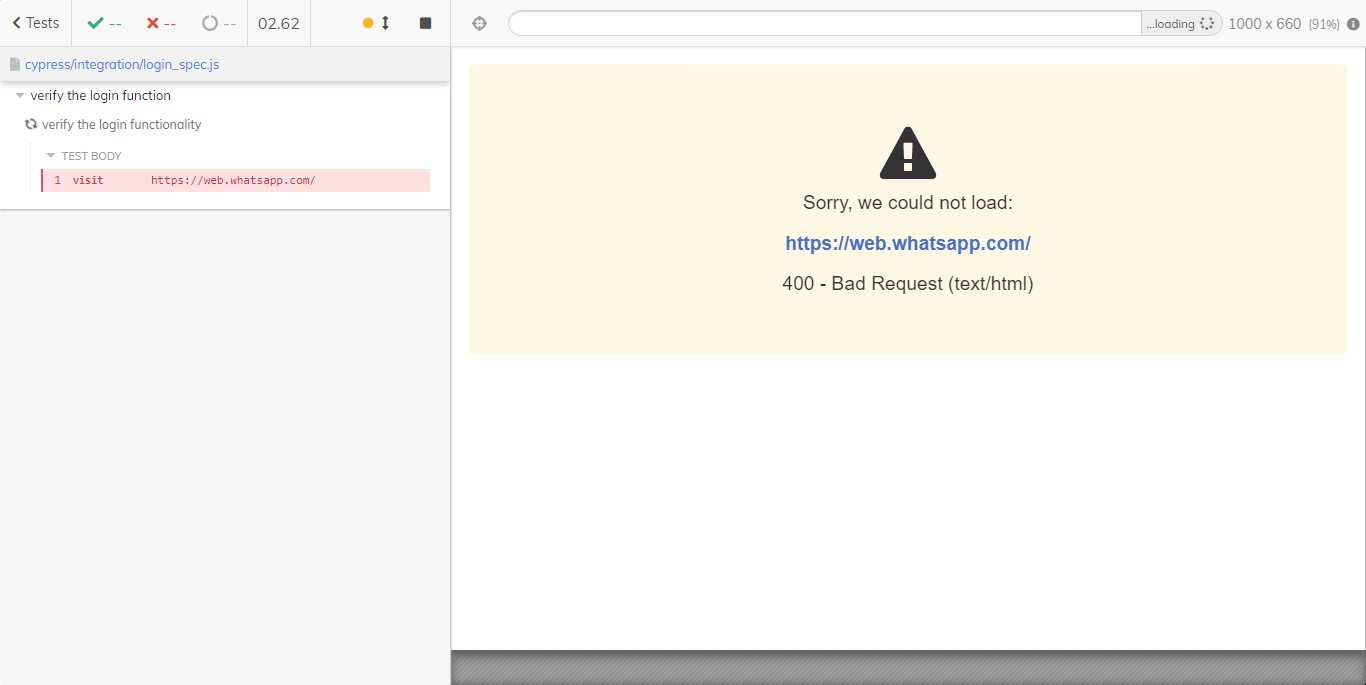 Tests -- -- -- 02.62 ...loading 1000 x 660 (91%)
cypress/integration/login_spec.js
verify the login function
verify the login functionality
TEST BODY
1 visit https://web.whatsapp.com/
Sorry, we could not load:
https://web.whatsapp.com/
400 - Bad Request (text/html)